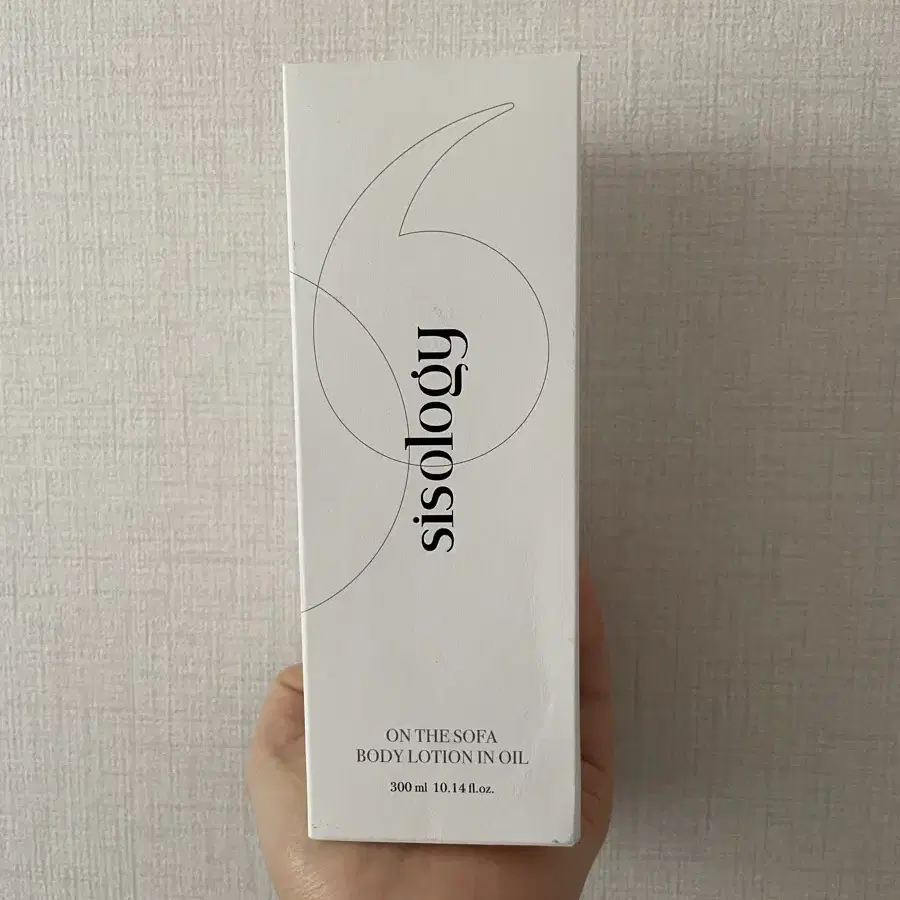 sisology
ON THE SOFA
BODY LOTION IN OIL
300 ml 10.14 fl.oz.